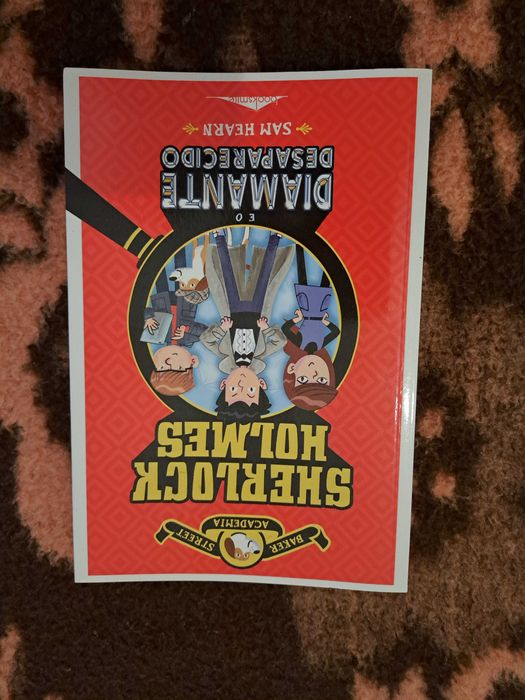 BAKER STREET
ACADEMIA
SHERLOCK
HOLMES
E O
DIAMANTE
DESAPARECIDO
SAM HEARN
booksmile